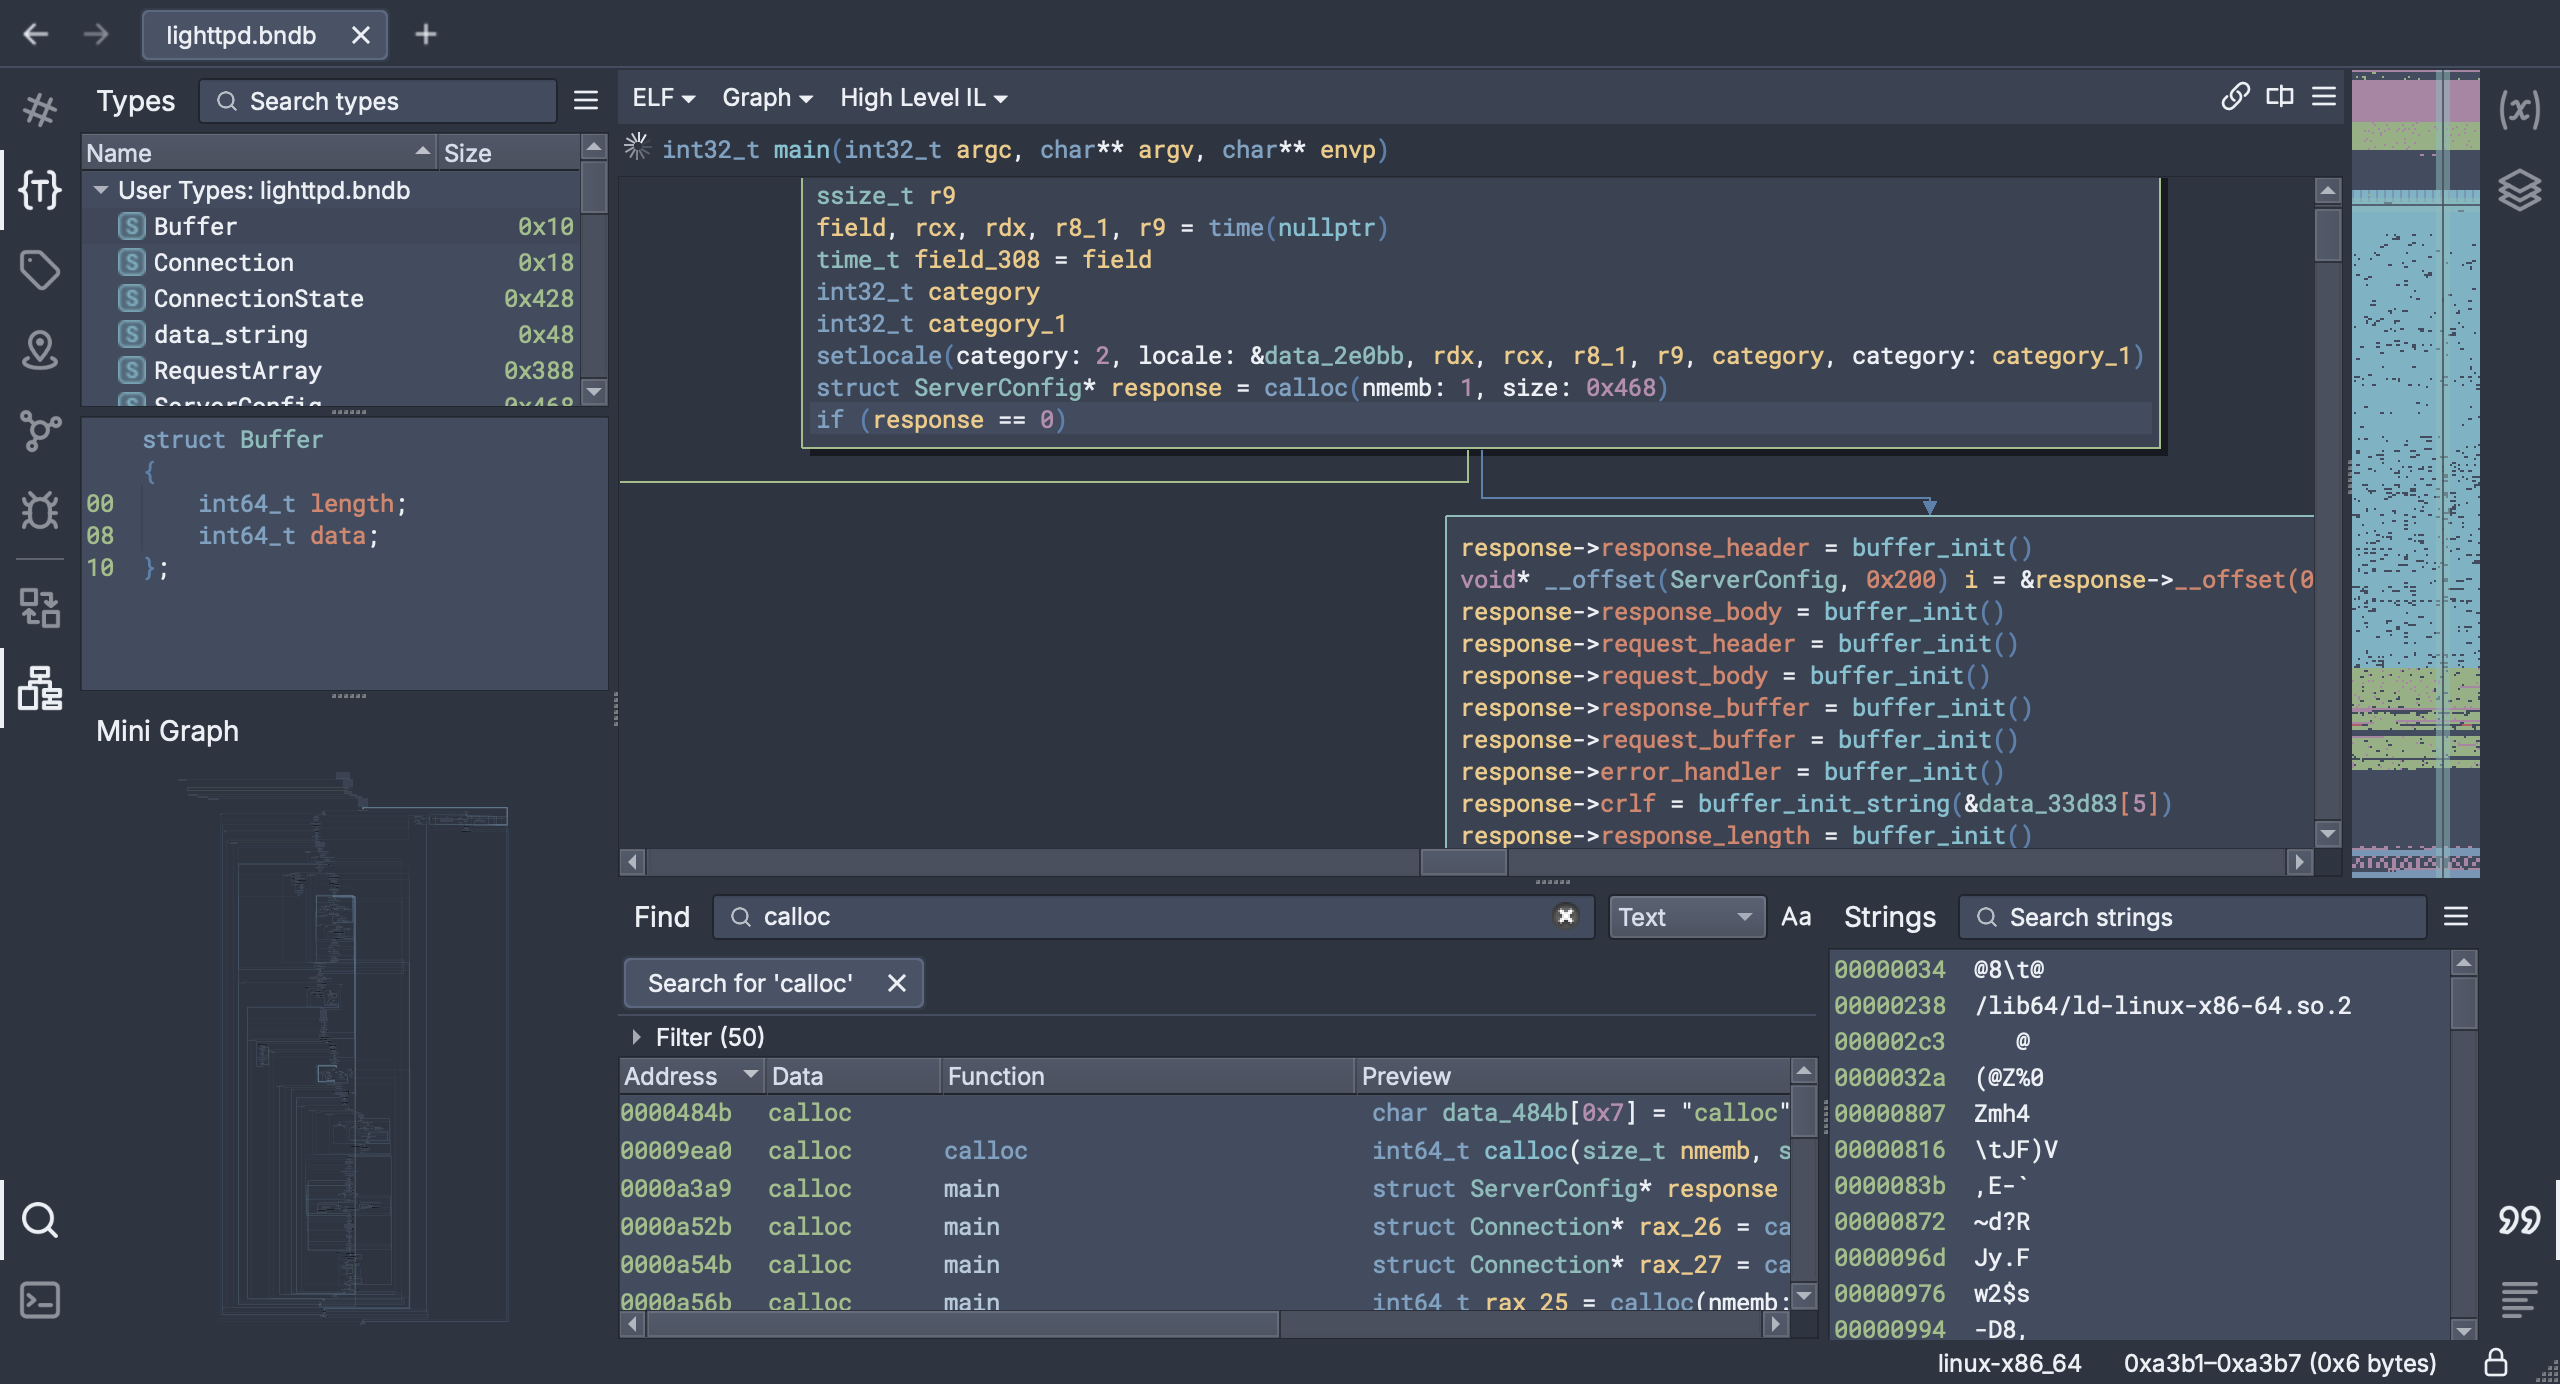 lighttpd.bndb
Types
Search types
Name Size
User Types: lighttpd.bndb
S Buffer 0x10
S Connection 0x18
S ConnectionState 0x428
S data_string 0x48
S RequestArray 0x388
S ServerConfig 0x468
struct Buffer
{
00 int64_t length;
08 int64_t data;
10 };
Mini Graph
ELF Graph High Level IL
int32_t main(int32_t argc, char** argv, char** envp)
ssize_t r9
field, rcx, rdx, r8_1, r9 = time(nullptr)
time_t field_308 = field
int32_t category
int32_t category_1
setlocale(category: 2, locale: &data_2e0bb, rdx, rcx, r8_1, r9, category, category: category_1)
struct ServerConfig* response = calloc(nmemb: 1, size: 0x468)
if (response == 0)
response->response_header = buffer_init()
void* __offset(ServerConfig, 0x200) i = &response->__offset(0
response->response_body = buffer_init()
response->request_header = buffer_init()
response->request_body = buffer_init()
response->response_buffer = buffer_init()
response->request_buffer = buffer_init()
response->error_handler = buffer_init()
response->crlf = buffer_init_string(&data_33d83[5])
response->response_length = buffer_init()
Find
calloc
Text
Aa
Search for 'calloc'
Filter (50)
Address Data Function Preview
0000484b calloc char data_484b[0x7] = "calloc"
00009ea0 calloc calloc int64_t calloc(size_t nmemb, s
0000a3a9 calloc main struct ServerConfig* response
0000a52b calloc main struct Connection* rax_26 = ca
0000a54b calloc main struct Connection* rax_27 = ca
0000a56b calloc main int64_t rax_25 = calloc(nmemb:
Strings
Search strings
00000034 @8\t@
00000238 /lib64/ld-linux-x86-64.so.2
000002c3 @
0000032a (@Z%0
00000807 Zmh4
00000816 \tJF)V
0000083b ,E-`
00000872 ~d?R
0000096d Jy.F
00000976 w2$s
00000994 -D8,
linux-x86_64 0xa3b1–0xa3b7 (0x6 bytes)